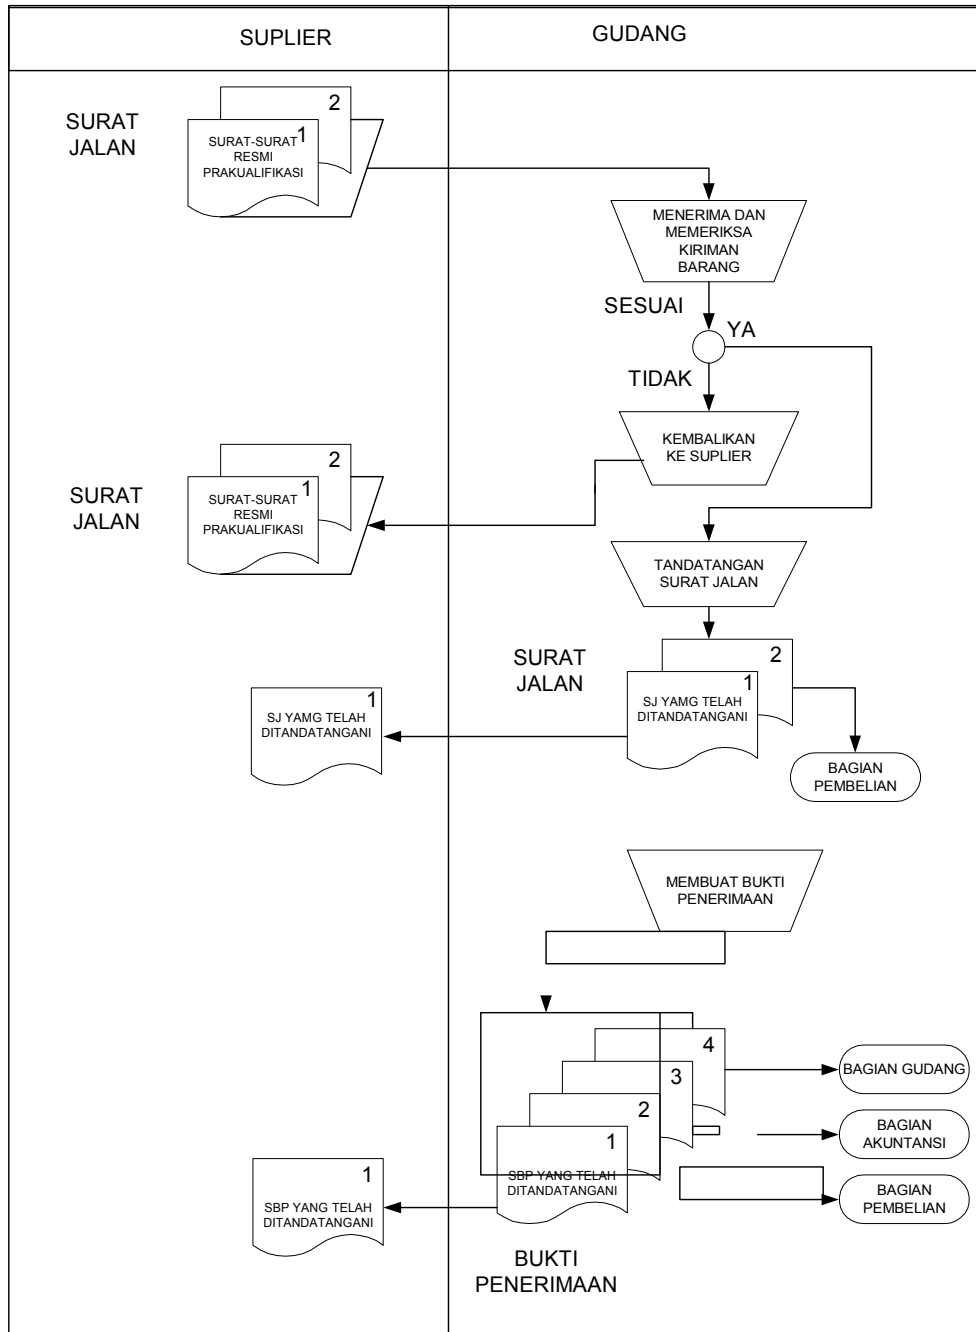 SUPLIER
GUDANG
SURAT
JALAN
2
1
SURAT-SURAT
RESMI
PRAKUALIFIKASI
MENERIMA DAN
MEMERIKSA
KIRIMAN
BARANG
SESUAI
YA
TIDAK
KEMBALIKAN
KE SUPLIER
SURAT
JALAN
2
1
SURAT-SURAT
RESMI
PRAKUALIFIKASI
TANDATANGAN
SURAT JALAN
SURAT
JALAN
2
1
SJ YAMG TELAH
DITANDATANGANI
1
SJ YAMG TELAH
DITANDATANGANI
BAGIAN
PEMBELIAN
MEMBUAT BUKTI
PENERIMAAN
4
3
2
1
SBP YANG TELAH
DITANDATANGANI
BAGIAN GUDANG
BAGIAN
AKUNTANSI
BAGIAN
PEMBELIAN
1
SBP YANG TELAH
DITANDATANGANI
BUKTI
PENERIMAAN